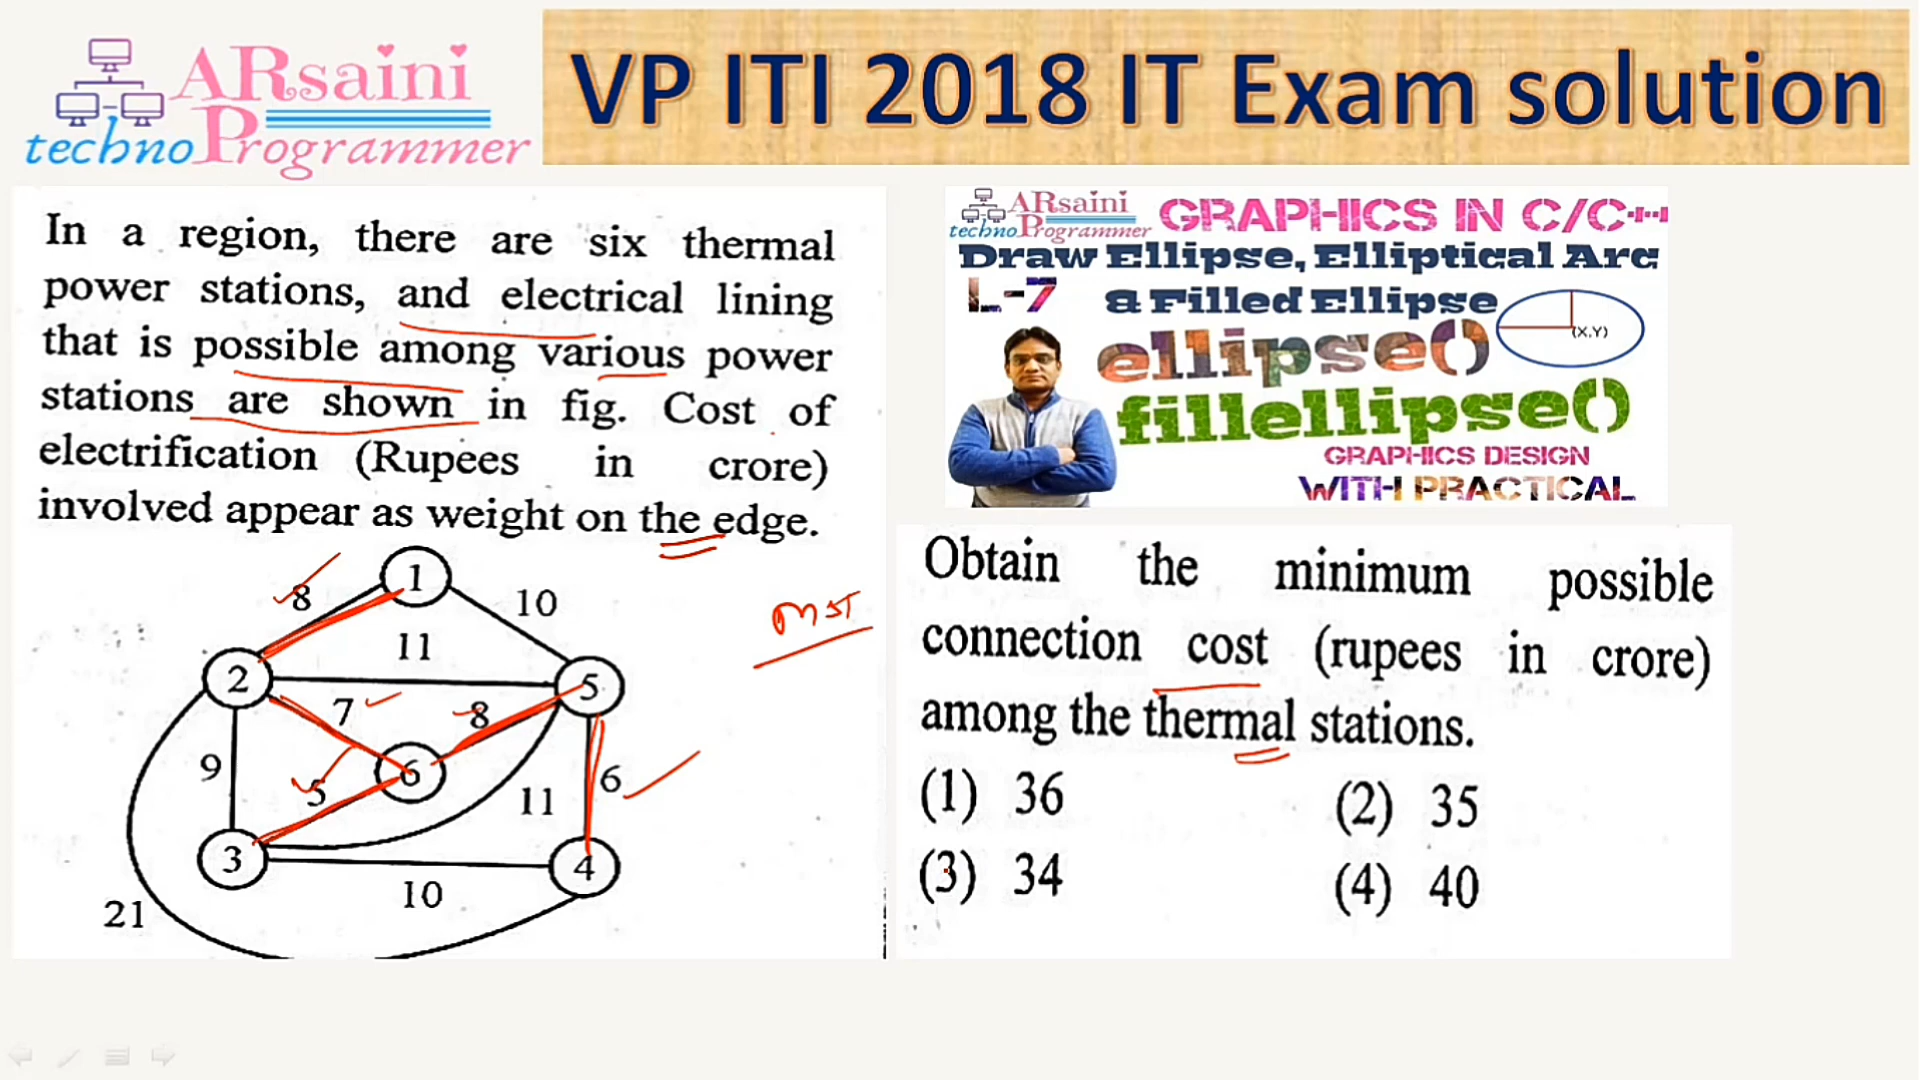 ARsaini
techno Programmer
VP ITI 2018 IT Exam solution
In a region, there are six thermal
power stations, and electrical lining
that is possible among various power
stations are shown in fig. Cost of
electrification (Rupees in crore)
involved appear as weight on the edge.
1
8
10
11
2
5
7
8
9
6
5
11
6
3
4
10
21
MST
ARsaini
techno Programmer
GRAPHICS IN C/C++
Draw Ellipse, Elliptical Arc
L-7 & Filled Ellipse
(X,Y)
ellipse()
fillellipse()
GRAPHICS DESIGN
WITH PRACTICAL
Obtain the minimum possible
connection cost (rupees in crore)
among the thermal stations.
(1) 36 (2) 35
(3) 34 (4) 40